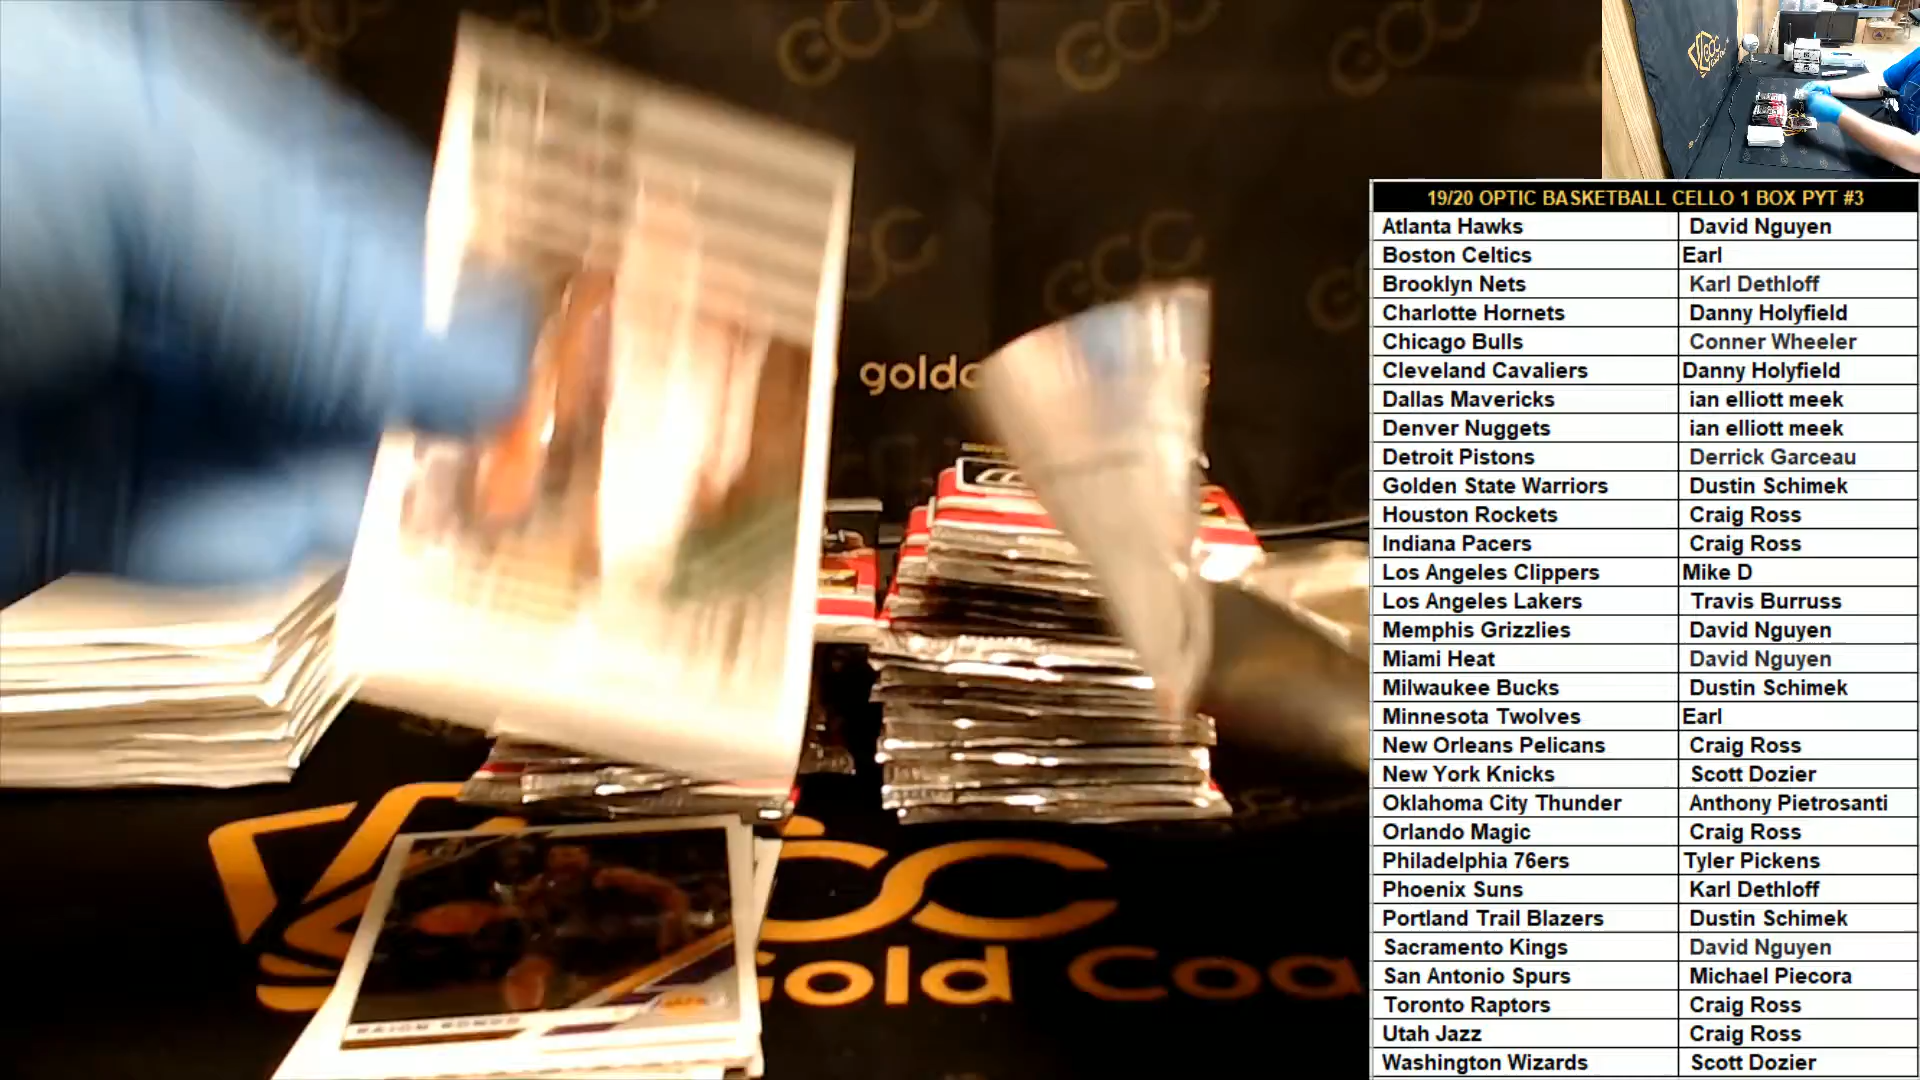 GCC
GCC
GCC
GCC
GCC
goldc
19/20 OPTIC BASKETBALL CELLO 1 BOX PYT #3
Atlanta Hawks David Nguyen
Boston Celtics Earl
Brooklyn Nets Karl Dethloff
Charlotte Hornets Danny Holyfield
Chicago Bulls Conner Wheeler
Cleveland Cavaliers Danny Holyfield
Dallas Mavericks ian elliott meek
Denver Nuggets ian elliott meek
Detroit Pistons Derrick Garceau
Golden State Warriors Dustin Schimek
Houston Rockets Craig Ross
Indiana Pacers Craig Ross
Los Angeles Clippers Mike D
Los Angeles Lakers Travis Burruss
Memphis Grizzlies David Nguyen
Miami Heat David Nguyen
Milwaukee Bucks Dustin Schimek
Minnesota Twolves Earl
New Orleans Pelicans Craig Ross
New York Knicks Scott Dozier
Oklahoma City Thunder Anthony Pietrosanti
Orlando Magic Craig Ross
Philadelphia 76ers Tyler Pickens
Phoenix Suns Karl Dethloff
Portland Trail Blazers Dustin Schimek
Sacramento Kings David Nguyen
San Antonio Spurs Michael Piecora
Toronto Raptors Craig Ross
Utah Jazz Craig Ross
Washington Wizards Scott Dozier
CC
Gold Coa